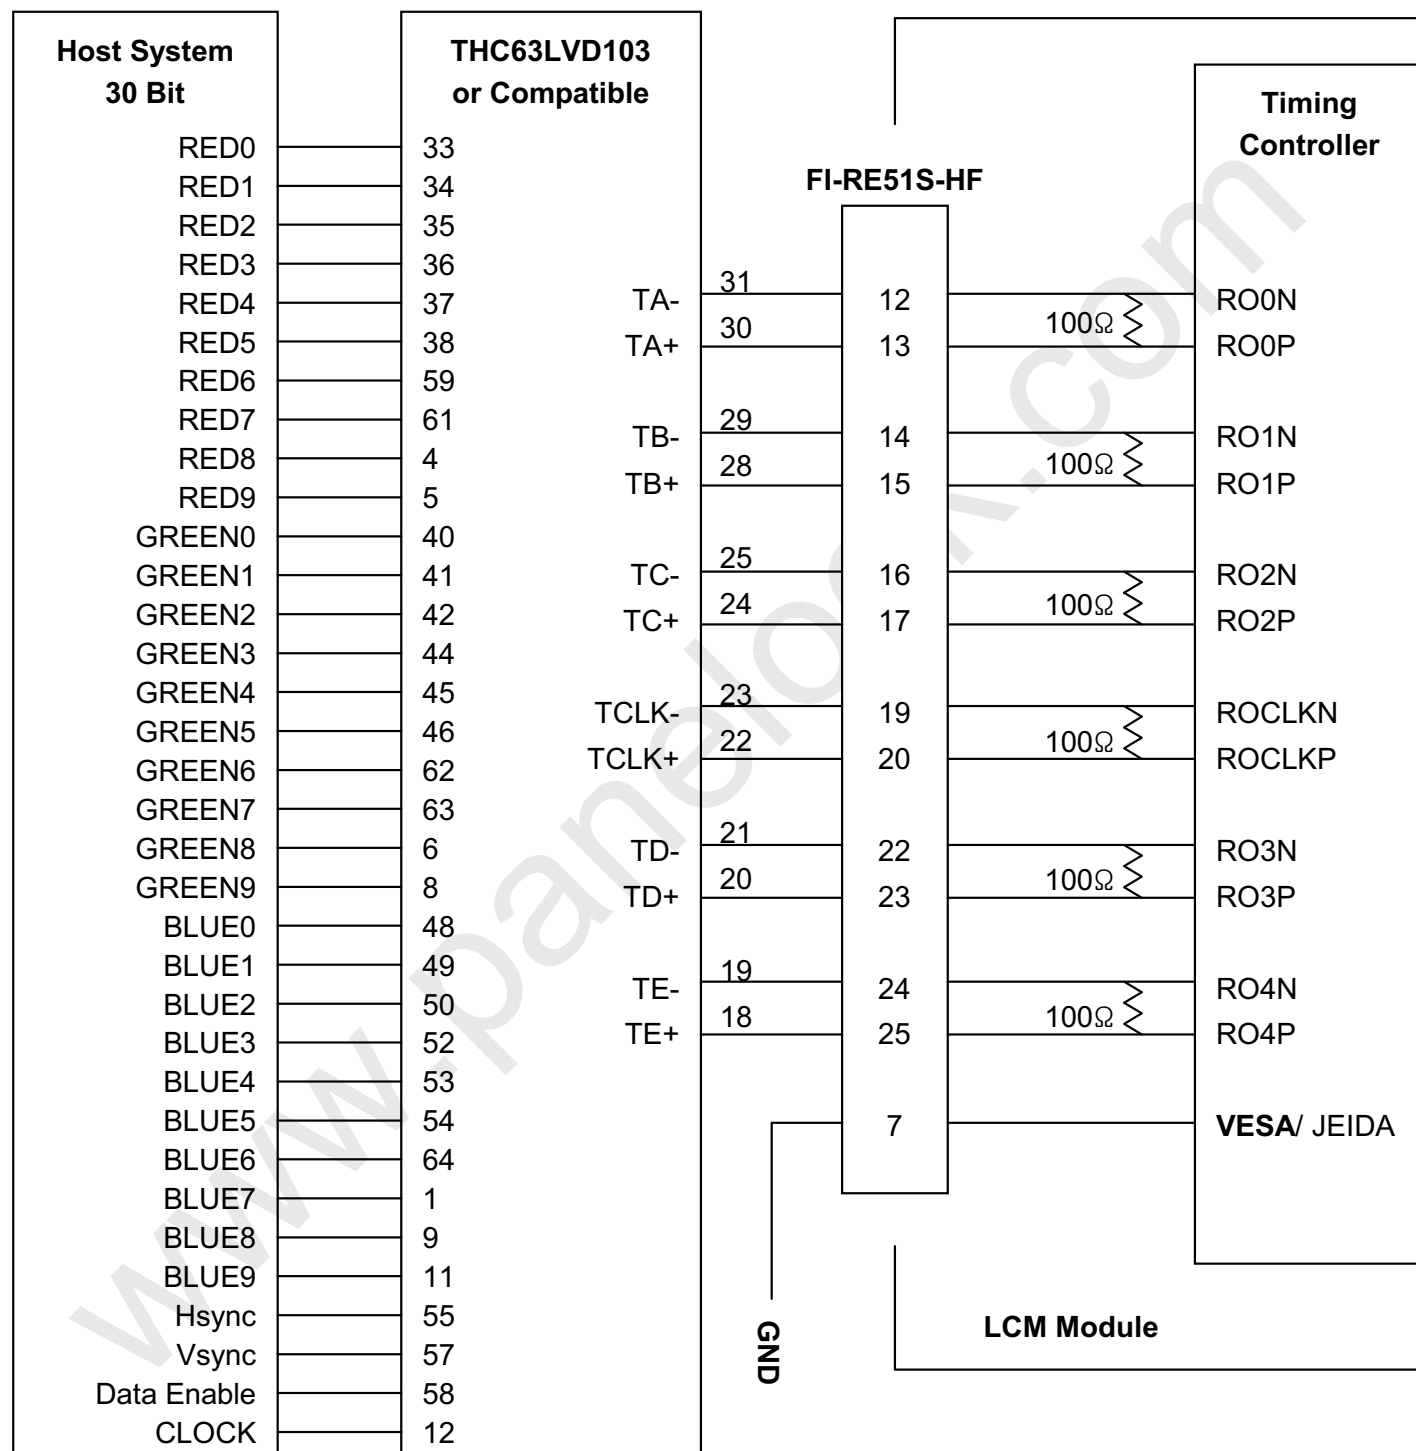 Host System
30 Bit
RED0 33
RED1 34
RED2 35
RED3 36
RED4 37
RED5 38
RED6 59
RED7 61
RED8 4
RED9 5
GREEN0 40
GREEN1 41
GREEN2 42
GREEN3 44
GREEN4 45
GREEN5 46
GREEN6 62
GREEN7 63
GREEN8 6
GREEN9 8
BLUE0 48
BLUE1 49
BLUE2 50
BLUE3 52
BLUE4 53
BLUE5 54
BLUE6 64
BLUE7 1
BLUE8 9
BLUE9 11
Hsync 55
Vsync 57
Data Enable 58
CLOCK 12
THC63LVD103
or Compatible
FI-RE51S-HF
Timing
Controller
TA- 31 12 RO0N
100Ω
TA+ 30 13 RO0P
TB- 29 14 RO1N
100Ω
TB+ 28 15 RO1P
TC- 25 16 RO2N
100Ω
TC+ 24 17 RO2P
TCLK- 23 19 ROCLKN
100Ω
TCLK+ 22 20 ROCLKP
TD- 21 22 RO3N
100Ω
TD+ 20 23 RO3P
TE- 19 24 RO4N
100Ω
TE+ 18 25 RO4P
7 VESA/ JEIDA
GND
LCM Module
www.panelook.com